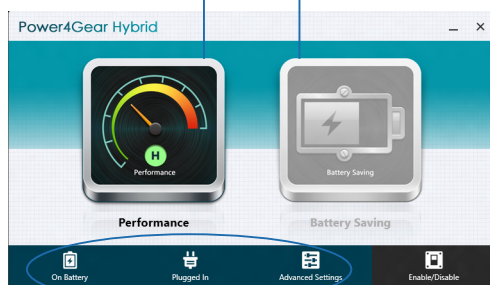 Power4Gear Hybrid
H
Performance
Battery Saving
Performance
Battery Saving
On Battery
Plugged In
Advanced Settings
Enable/Disable